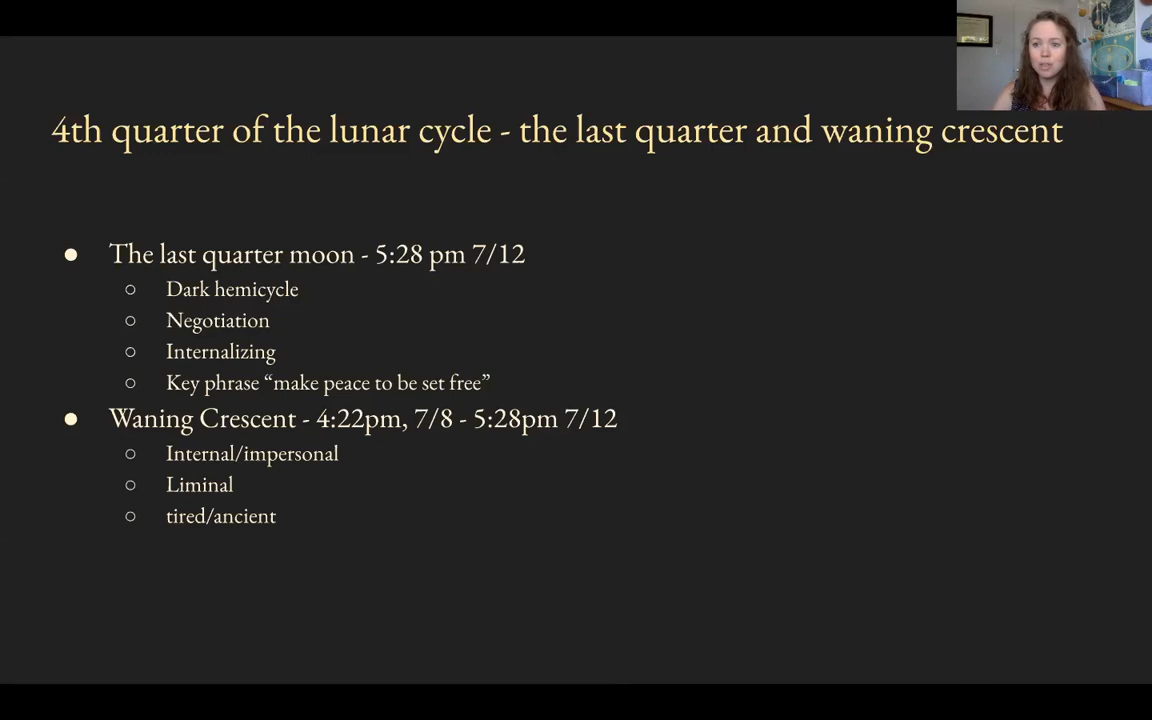 4th quarter of the lunar cycle - the last quarter and waning crescent
● The last quarter moon - 5:28 pm 7/12
○ Dark hemicycle
○ Negotiation
○ Internalizing
○ Key phrase “make peace to be set free”
● Waning Crescent - 4:22pm, 7/8 - 5:28pm 7/12
○ Internal/impersonal
○ Liminal
○ tired/ancient